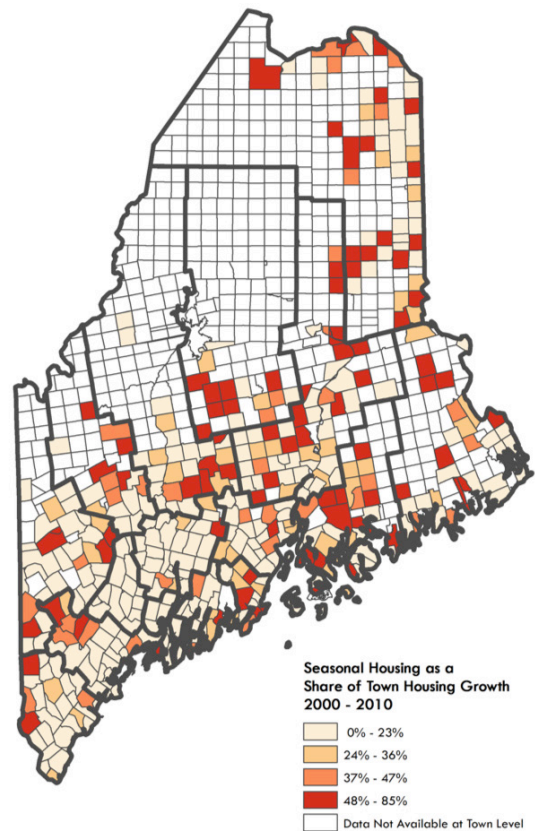 Seasonal Housing as a
Share of Town Housing Growth
2000 - 2010
0% - 23%
24% - 36%
37% - 47%
48% - 85%
Data Not Available at Town Level